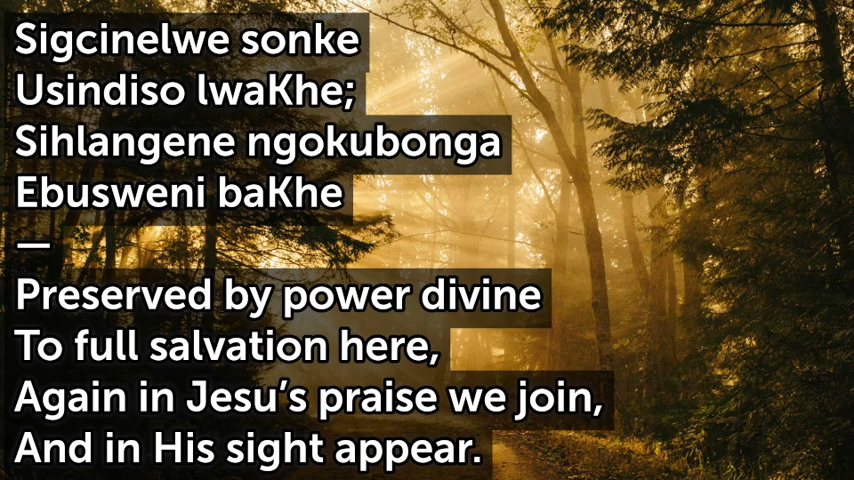 Sigcinelwe sonke
Usindiso lwaKhe;
Sihlangene ngokubonga
Ebusweni baKhe
—
Preserved by power divine
To full salvation here,
Again in Jesu’s praise we join,
And in His sight appear.